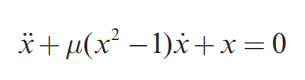 ẍ + μ(x² − 1)ẋ + x = 0